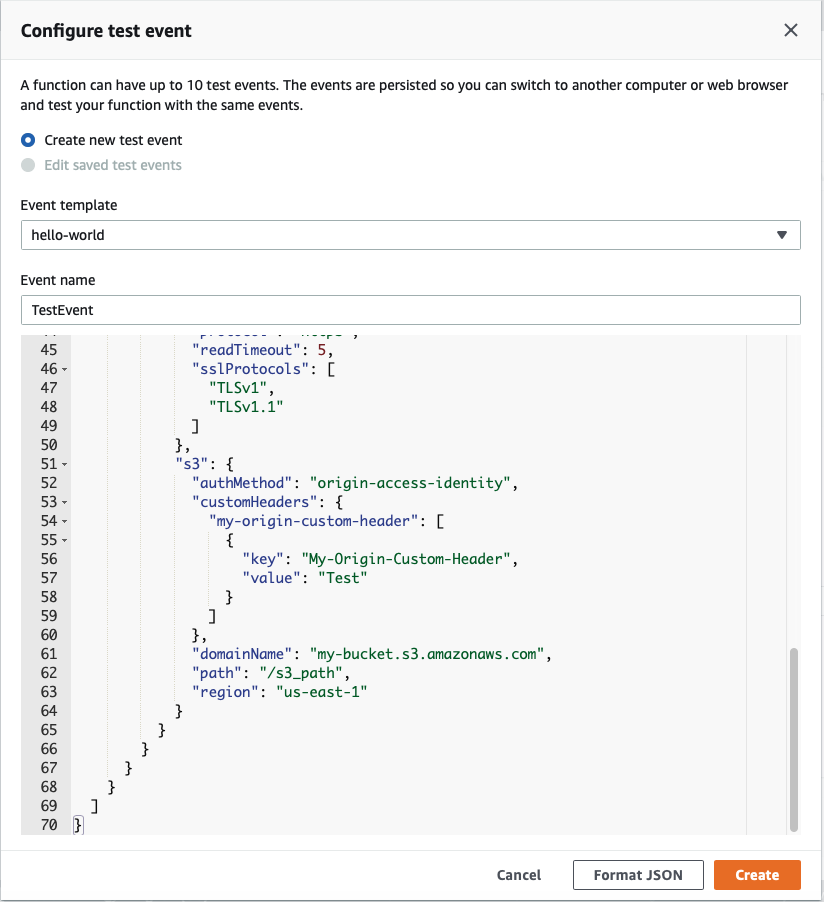 Configure test event
A function can have up to 10 test events. The events are persisted so you can switch to another computer or web browser
and test your function with the same events.
Create new test event
Edit saved test events
Event template
hello-world
Event name
TestEvent
45 "readTimeout": 5,
46 "sslProtocols": [
47 "TLSv1",
48 "TLSv1.1"
49 ]
50 },
51 "s3": {
52 "authMethod": "origin-access-identity",
53 "customHeaders": {
54 "my-origin-custom-header": [
55 {
56 "key": "My-Origin-Custom-Header",
57 "value": "Test"
58 }
59 ]
60 },
61 "domainName": "my-bucket.s3.amazonaws.com",
62 "path": "/s3_path",
63 "region": "us-east-1"
64 }
65 }
66 }
67 }
68 }
69 ]
70 }
Cancel
Format JSON
Create